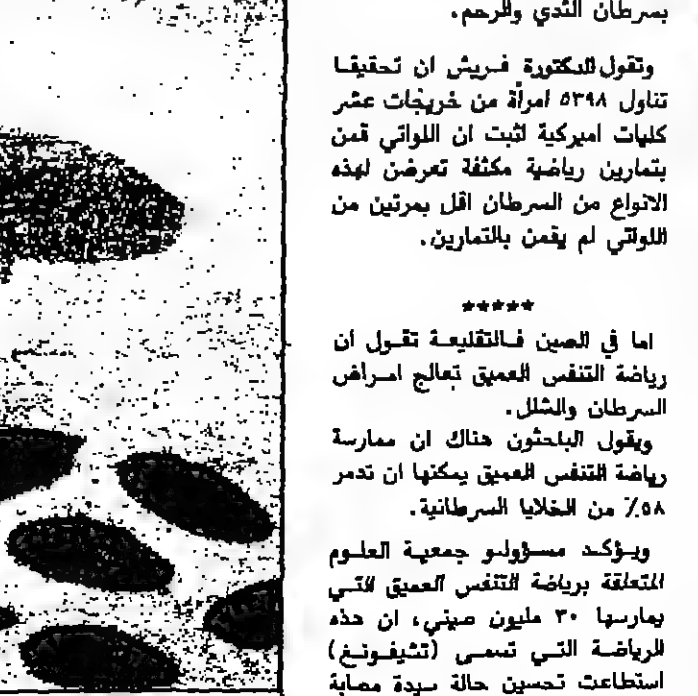 بسرطان الثدي والرحم.
وتقول الدكتورة فريش ان تحقيقا
تناول ٥٣٩٨ امرأة من خريجات عشر
كليات اميركية اثبت ان اللواتي قمن
بتمارين رياضية مكثفة تعرضن لهذه
الانواع من السرطان اقل بمرتين من
اللواتي لم يقمن بالتمارين.
*****
اما في الصين فالتقليعة تقول ان
رياضة التنفس العميق تعالج امراض
السرطان والشلل.
ويقول الباحثون هناك ان ممارسة
رياضة التنفس العميق يمكنها ان تدمر
٥٨٪ من الخلايا السرطانية.
ويؤكد مسؤولو جمعية العلوم
المتعلقة برياضة التنفس العميق التي
يمارسها ٣٠ مليون صيني، ان هذه
الرياضة التي تسمى (تشيفونغ)
استطاعت تحسين حالة سيدة مصابة